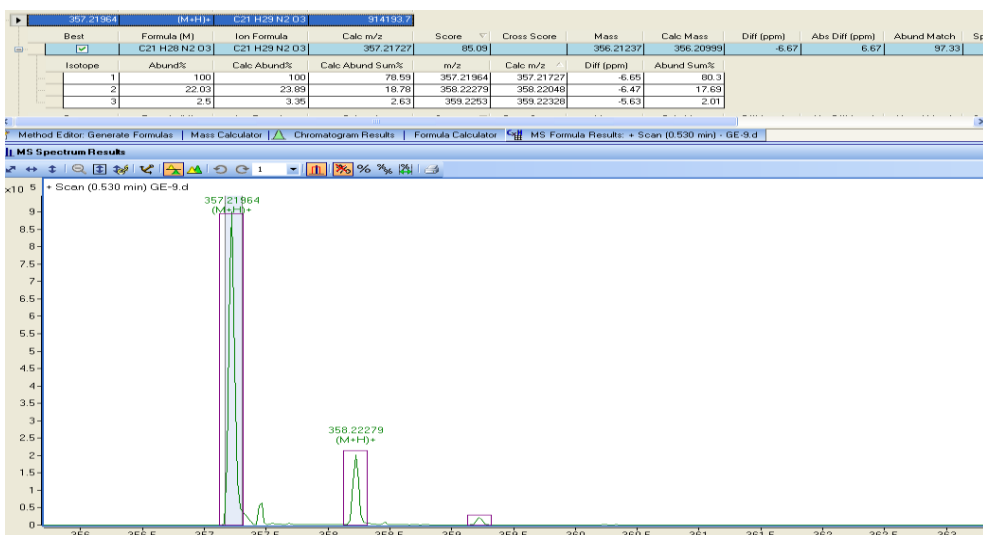 357.21964 (M+H)+ C21 H29 N2 O3 914193.7
Best Formula (M) Ion Formula Calc m/z Score Cross Score Mass Calc Mass Diff (ppm) Abs Diff (ppm) Abund Match
C21 H28 N2 O3 C21 H29 N2 O3 357.21727 85.09 356.21237 356.20999 -6.67 6.67 97.33
Isotope Abund% Calc Abund% Calc Abund Sum% m/z Calc m/z Diff (ppm) Abund Sum%
1 100 100 78.59 357.21964 357.21727 -6.65 80.3
2 22.03 23.89 18.78 358.22279 358.22048 -6.47 17.69
3 2.5 3.35 2.63 359.2253 359.22328 -5.63 2.01
Method Editor: Generate Formulas Mass Calculator Chromatogram Results Formula Calculator MS Formula Results: + Scan (0.530 min) - GE-9.d
MS Spectrum Results
1
x10 5 + Scan (0.530 min) GE-9.d
357.21964
(M+H)+
9
8.5
8
7.5
7
6.5
6
5.5
5
4.5
4
3.5
3
358.22279
(M+H)+
2.5
2
1.5
1
0.5
0